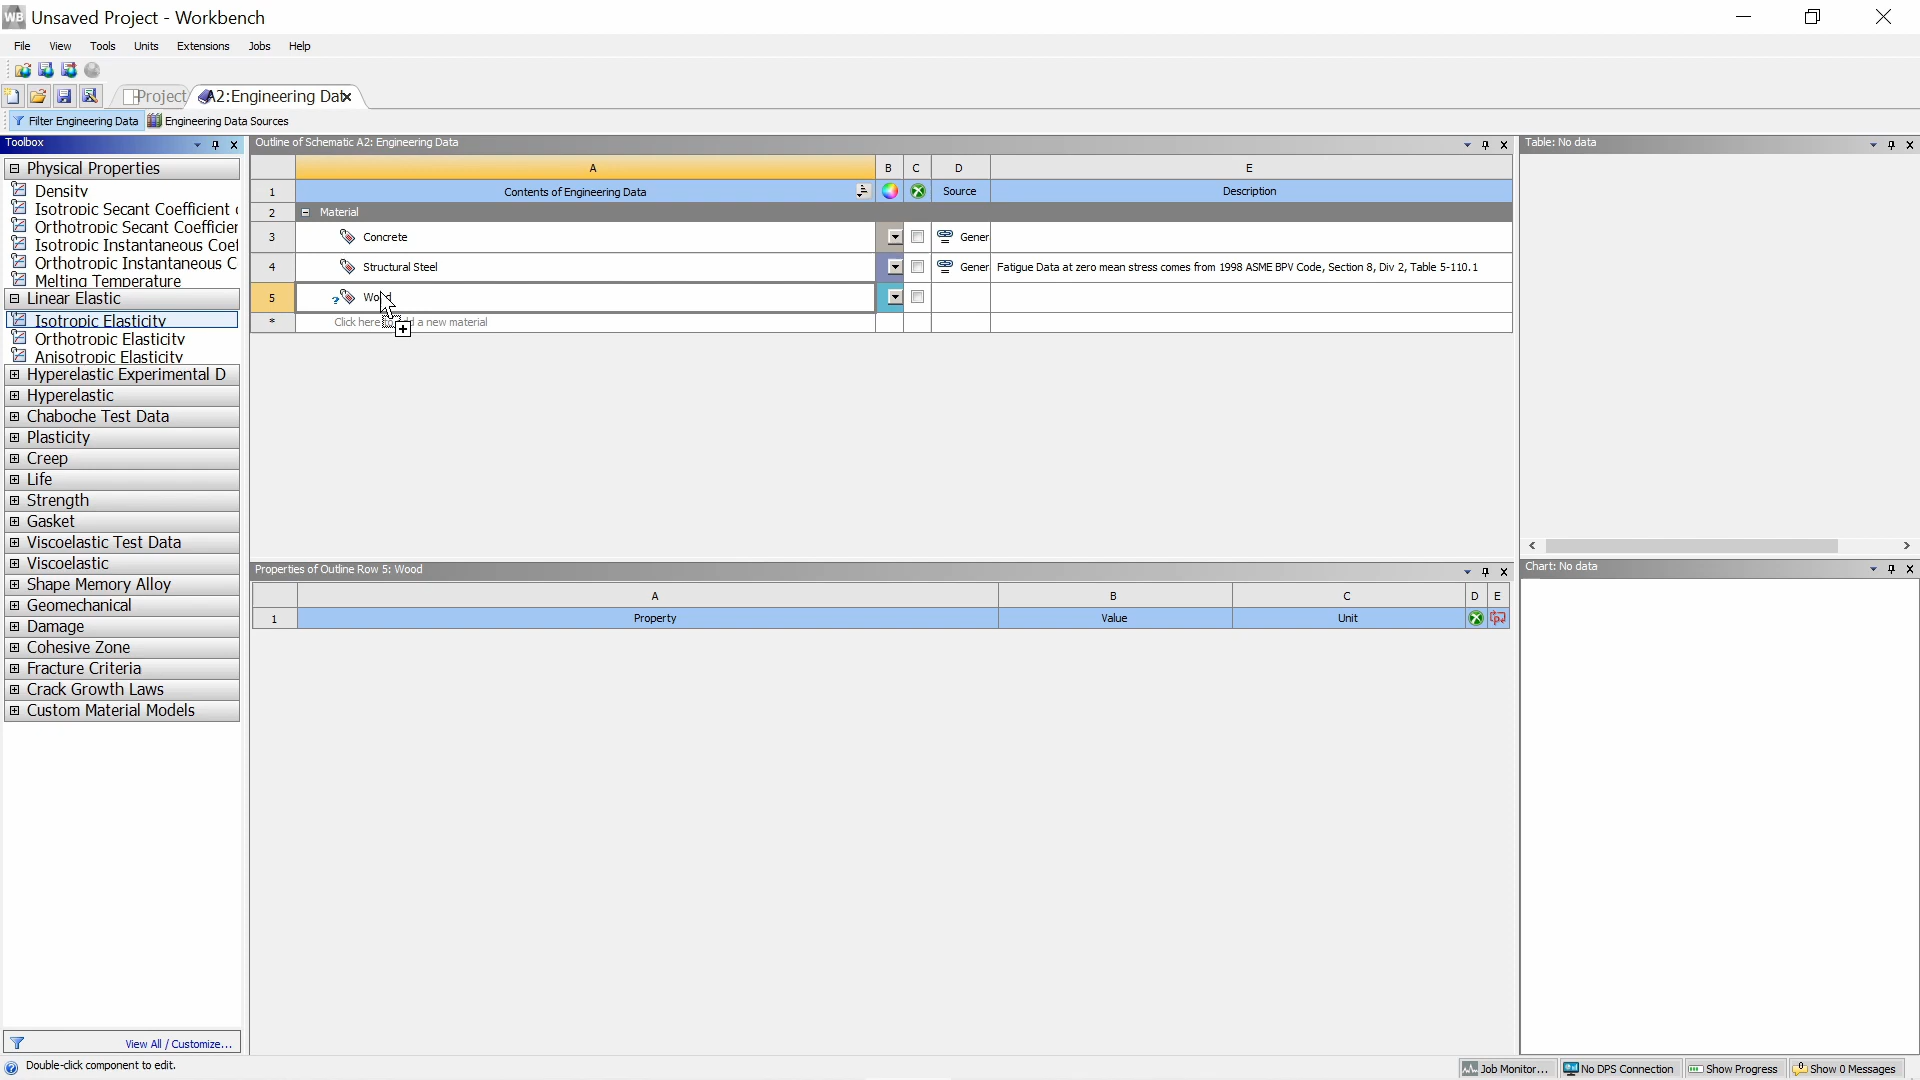 WB Unsaved Project - Workbench
File View Tools Units Extensions Jobs Help
Project A2:Engineering Data
Filter Engineering Data Engineering Data Sources
Toolbox
Physical Properties
Density
Isotropic Secant Coefficient
Orthotropic Secant Coefficier
Isotropic Instantaneous Coef
Orthotropic Instantaneous C
Melting Temperature
Linear Elastic
Isotropic Elasticity
Orthotropic Elasticity
Anisotropic Elasticity
Hyperelastic Experimental D
Hyperelastic
Chaboche Test Data
Plasticity
Creep
Life
Strength
Gasket
Viscoelastic Test Data
Viscoelastic
Shape Memory Alloy
Geomechanical
Damage
Cohesive Zone
Fracture Criteria
Crack Growth Laws
Custom Material Models
View All / Customize...
Outline of Schematic A2: Engineering Data
A B C D E
1 Contents of Engineering Data Source Description
2 Material
3 Concrete Gener
4 Structural Steel Gener Fatigue Data at zero mean stress comes from 1998 ASME BPV Code, Section 8, Div 2, Table 5-110.1
5 Wood
* Click here to add a new material
Properties of Outline Row 5: Wood
A B C D E
1 Property Value Unit
Table: No data
Chart: No data
Double-click component to edit.
Job Monitor... No DPS Connection Show Progress Show 0 Messages